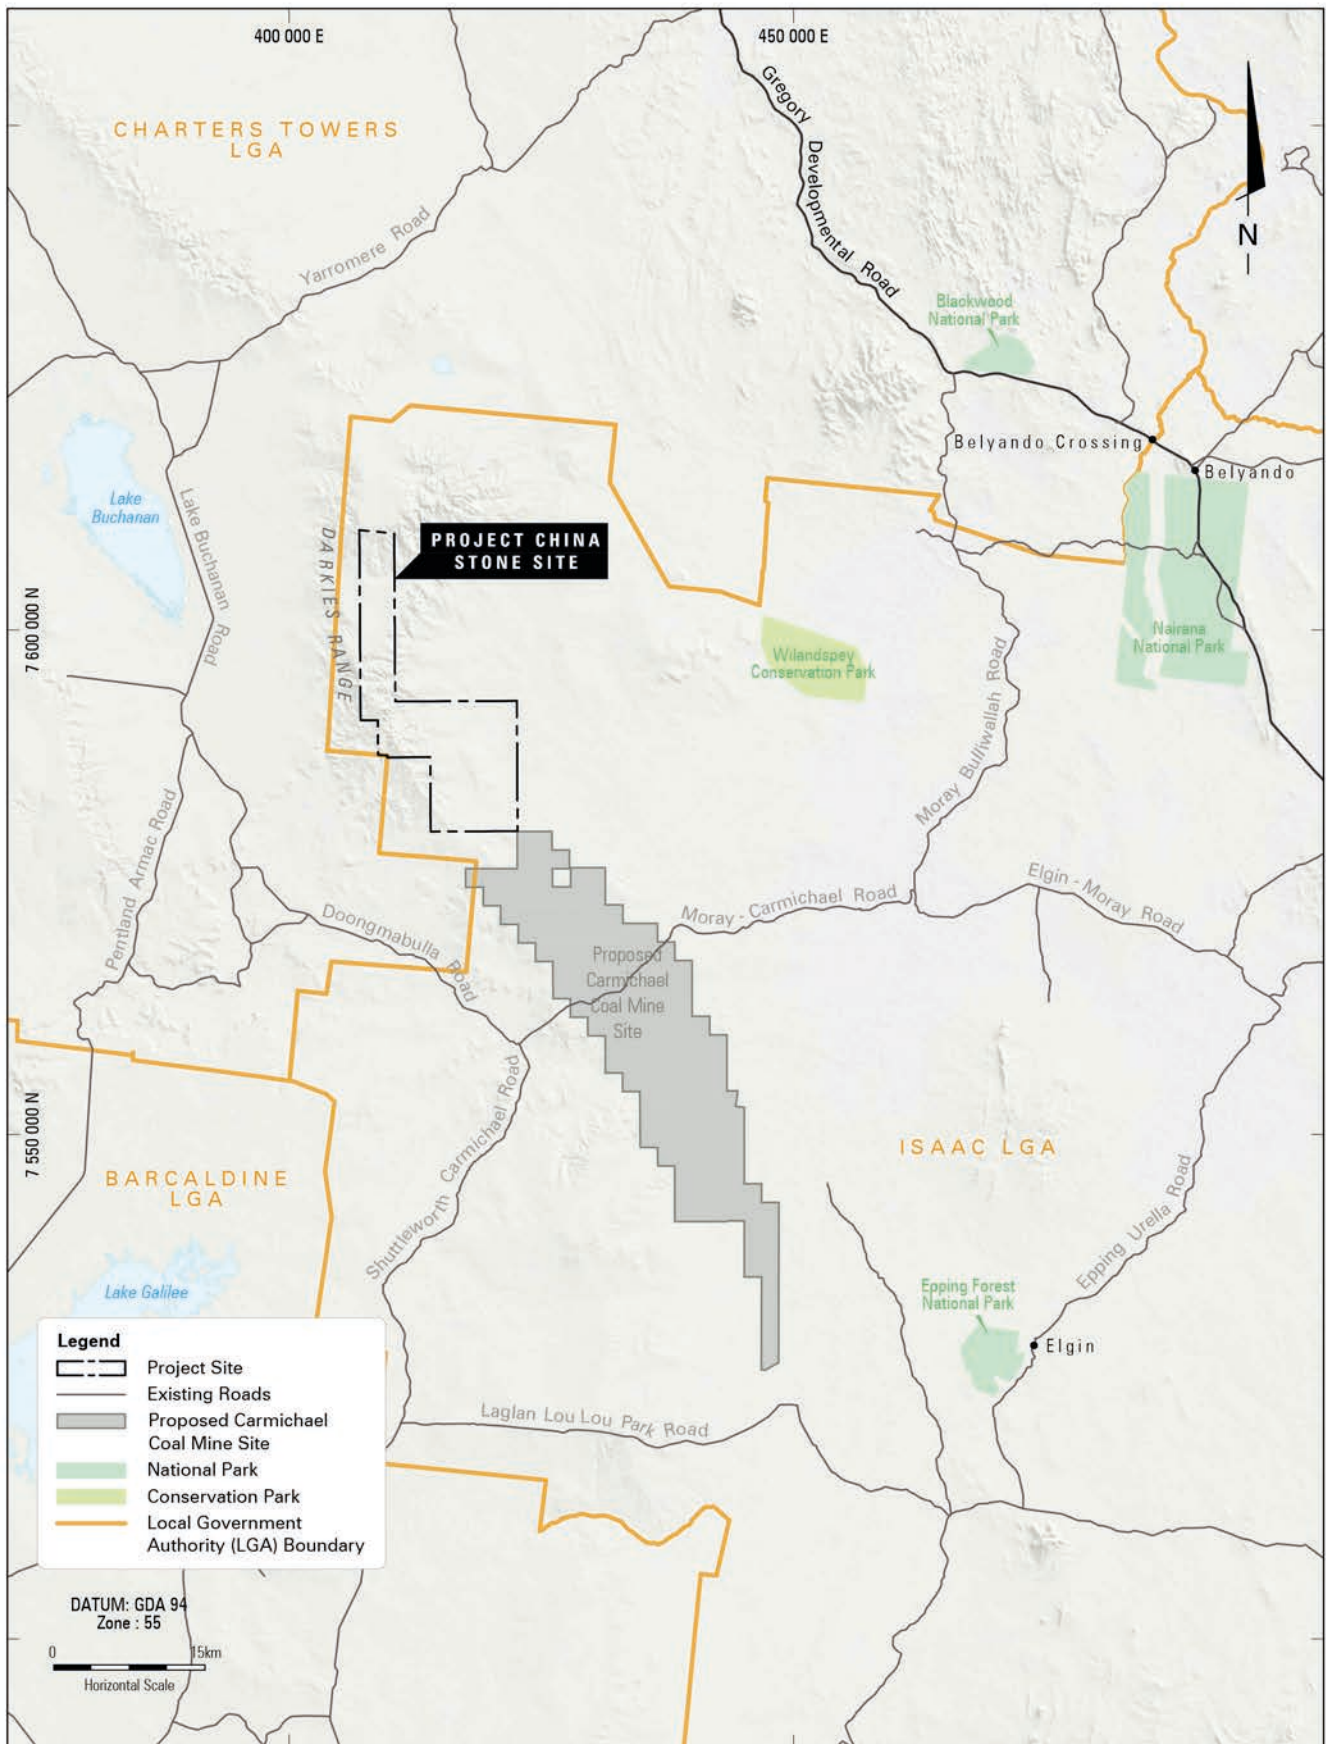 400 000 E
450 000 E
CHARTERS TOWERS
LGA
Gregory Developmental Road
Yarromere Road
N
Blackwood
National Park
Belyando Crossing
Belyando
Lake
Buchanan
Lake Buchanan Road
DARKIES RANGE
PROJECT CHINA
STONE SITE
7 600 000 N
Wilandspey
Conservation Park
Nairana
National Park
Moray Bulliwallah Road
Pentland Armac Road
Doongmabulla Road
Moray - Carmichael Road
Elgin - Moray Road
Proposed
Carmichael
Coal Mine
Site
7 550 000 N
Shuttleworth Carmichael Road
ISAAC LGA
BARCALDINE
LGA
Epping Urella Road
Lake Galilee
Epping Forest
National Park
Elgin
Laglan Lou Lou Park Road
Legend
Project Site
Existing Roads
Proposed Carmichael
Coal Mine Site
National Park
Conservation Park
Local Government
Authority (LGA) Boundary
DATUM: GDA 94
Zone : 55
0 15km
Horizontal Scale